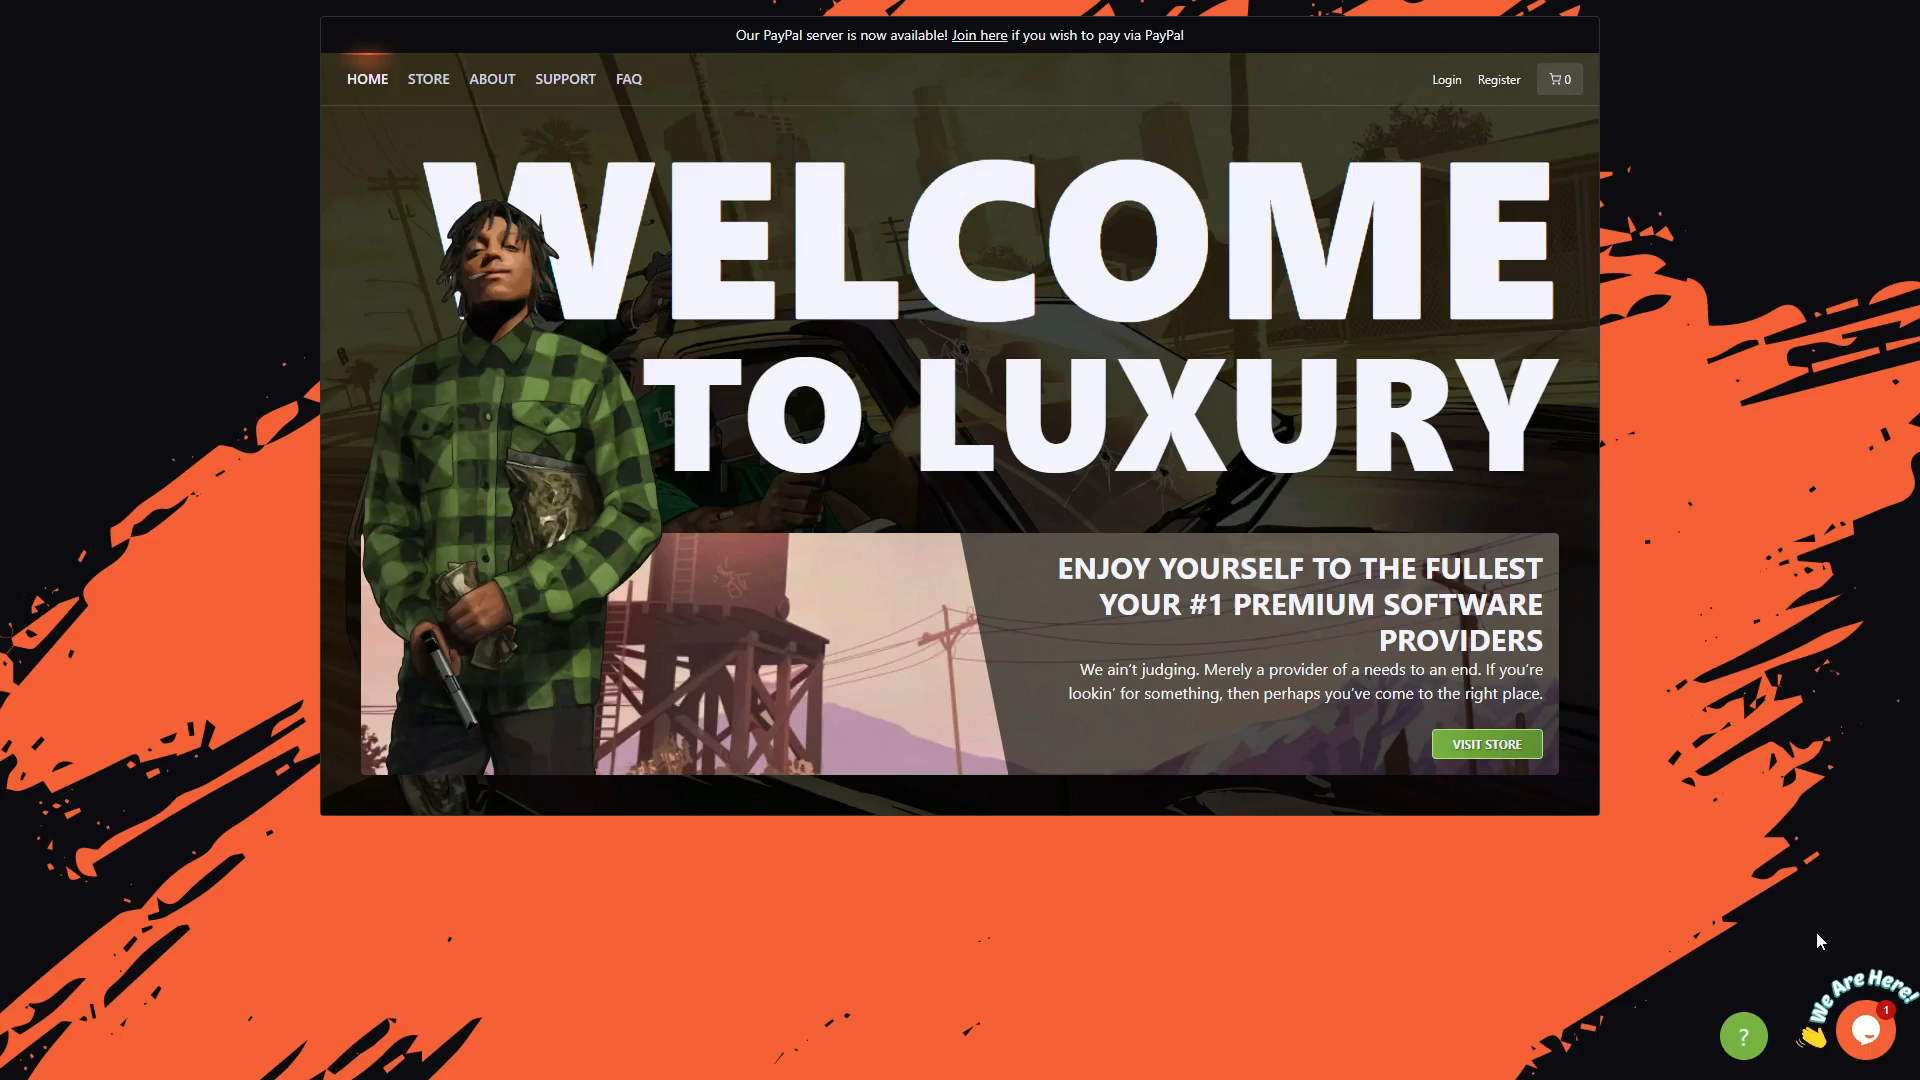 Our PayPal server is now available! Join here if you wish to pay via PayPal
HOME STORE ABOUT SUPPORT FAQ
Login Register 0
WELCOME
TO LUXURY
ENJOY YOURSELF TO THE FULLEST
YOUR #1 PREMIUM SOFTWARE
PROVIDERS
We ain't judging. Merely a provider of a needs to an end. If you're
lookin' for something, then perhaps you've come to the right place.
VISIT STORE
We Are Here!
1
?